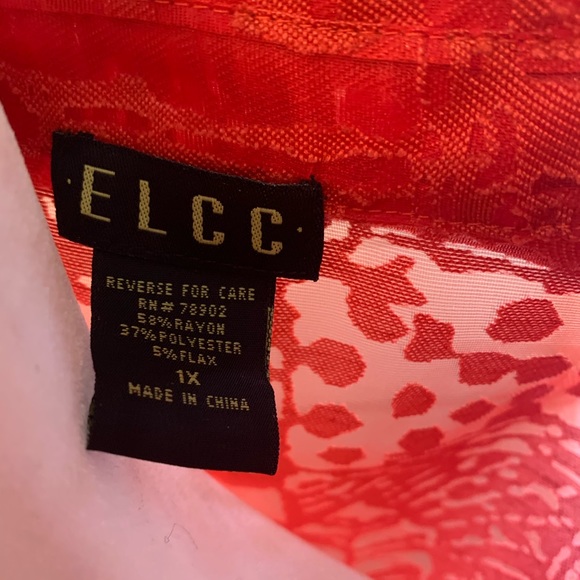 · ELCC ·
REVERSE FOR CARE
RN# 78902
58%RAYON
37%POLYESTER
5%FLAX
1X
MADE IN CHINA